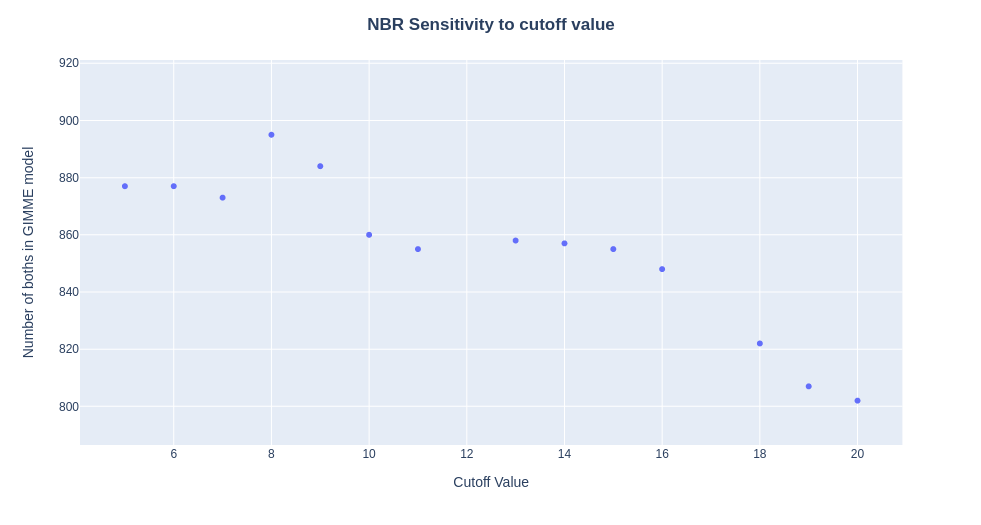 NBR Sensitivity to cutoff value
920
900
880
860
840
820
800
Number of boths in GIMME model
6 8 10 12 14 16 18 20
Cutoff Value